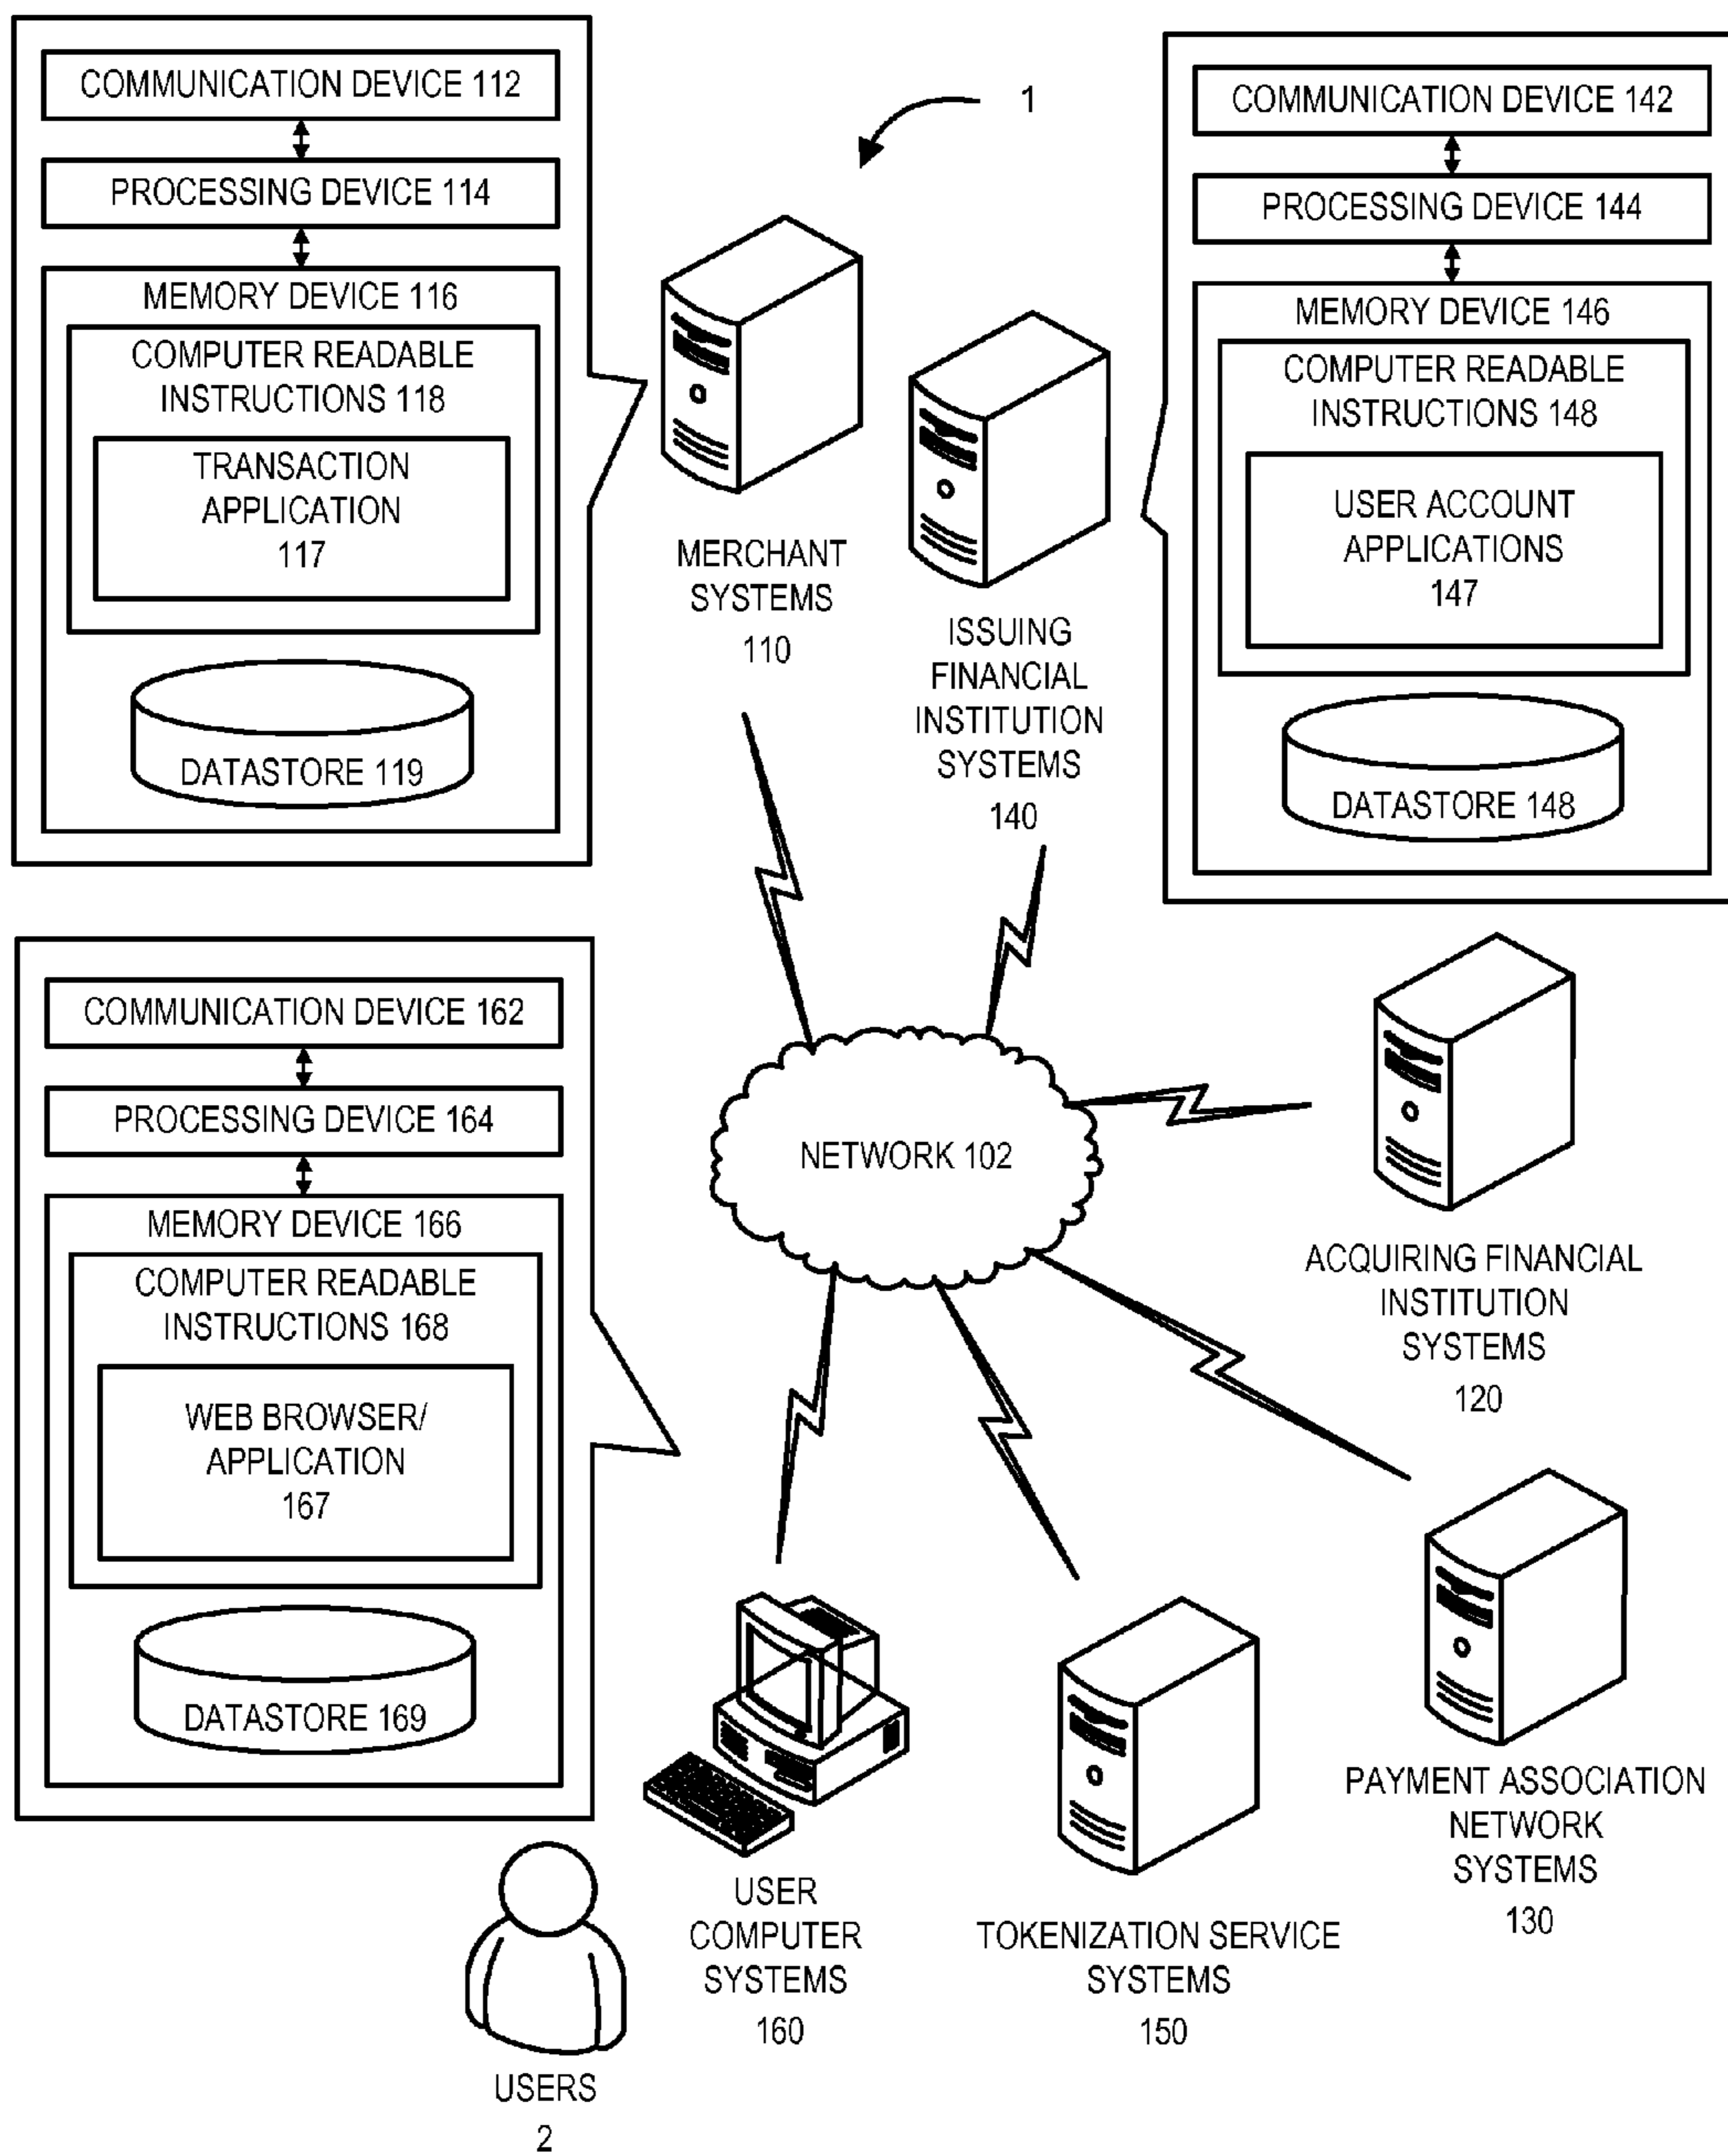 COMMUNICATION DEVICE 112
PROCESSING DEVICE 114
MEMORY DEVICE 116
COMPUTER READABLE
INSTRUCTIONS 118
TRANSACTION
APPLICATION
117
DATASTORE 119
1
MERCHANT
SYSTEMS
110
ISSUING
FINANCIAL
INSTITUTION
SYSTEMS
140
COMMUNICATION DEVICE 142
PROCESSING DEVICE 144
MEMORY DEVICE 146
COMPUTER READABLE
INSTRUCTIONS 148
USER ACCOUNT
APPLICATIONS
147
DATASTORE 148
COMMUNICATION DEVICE 162
PROCESSING DEVICE 164
MEMORY DEVICE 166
COMPUTER READABLE
INSTRUCTIONS 168
WEB BROWSER/
APPLICATION
167
DATASTORE 169
NETWORK 102
ACQUIRING FINANCIAL
INSTITUTION
SYSTEMS
120
PAYMENT ASSOCIATION
NETWORK
SYSTEMS
130
TOKENIZATION SERVICE
SYSTEMS
150
USER
COMPUTER
SYSTEMS
160
USERS
2